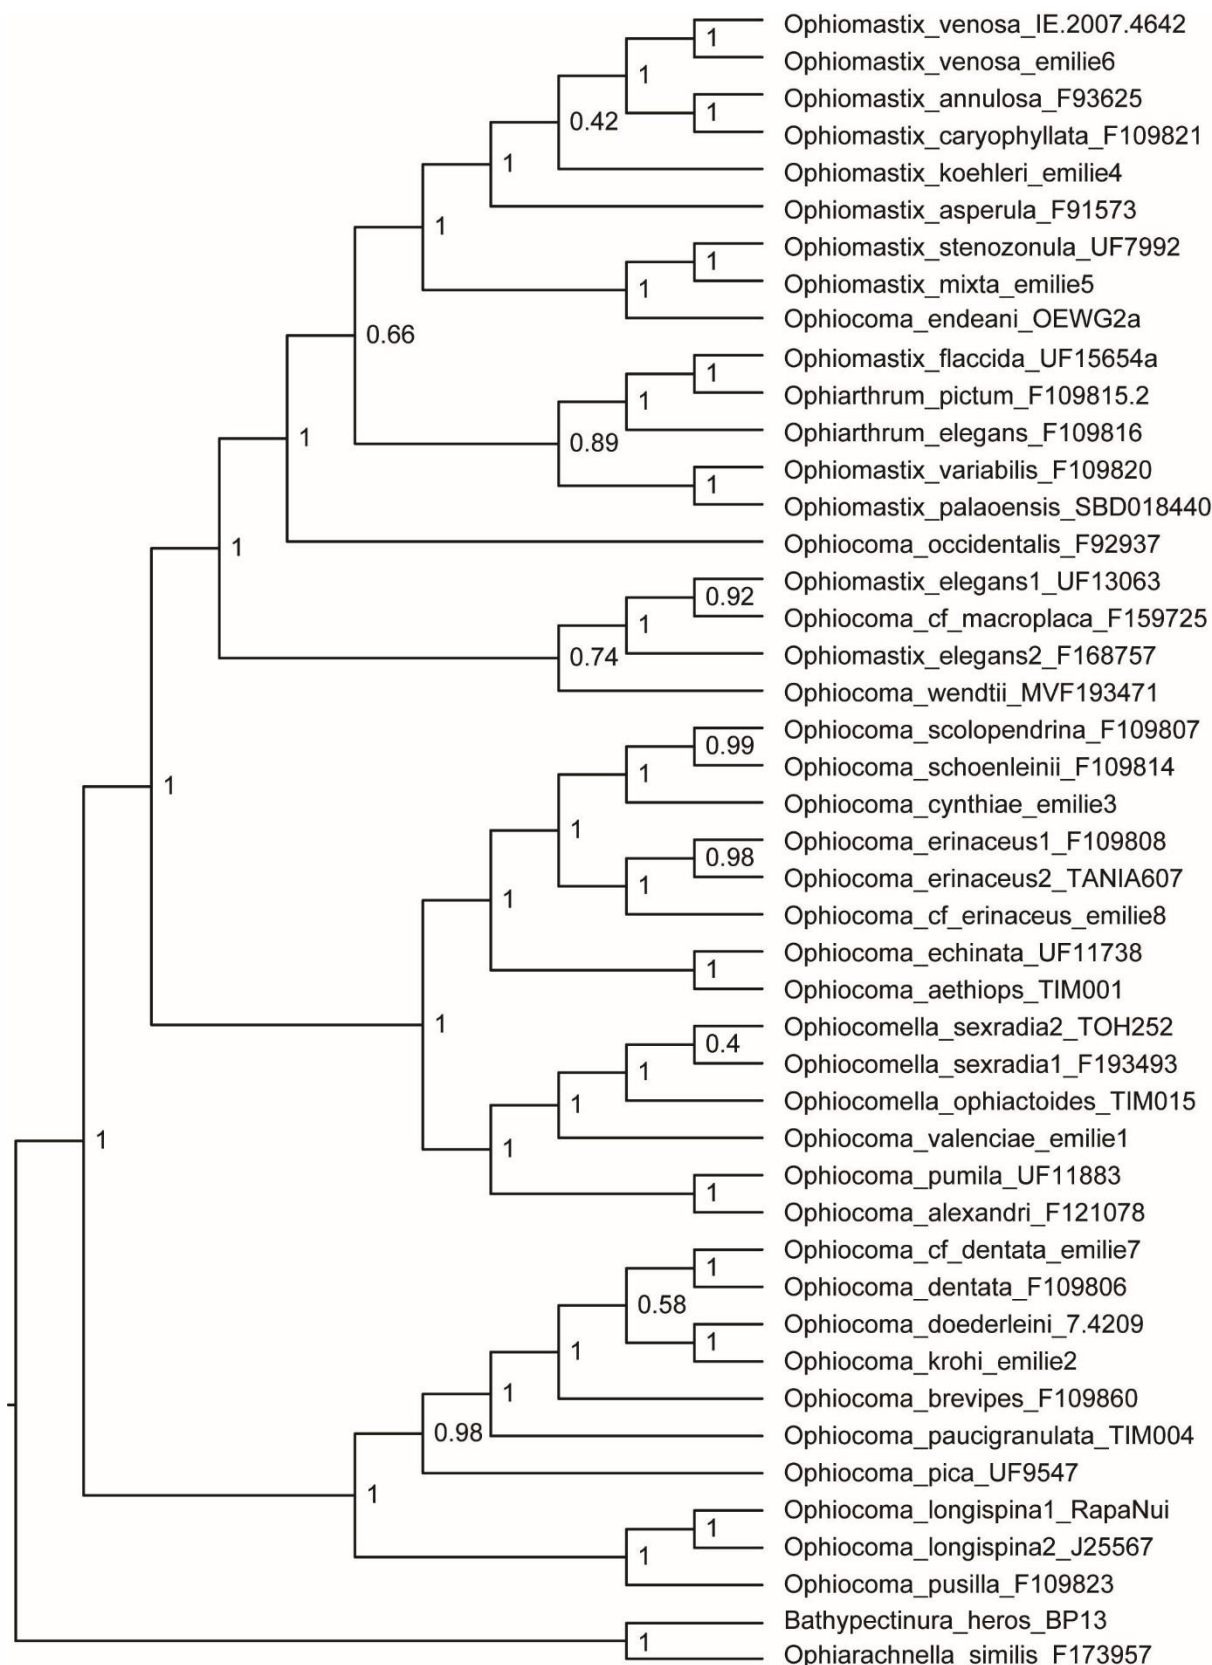 Ophiomastix_venosa_IE.2007.4642
1
Ophiomastix_venosa_emilie6
1
Ophiomastix_annulosa_F93625
1
0.42
Ophiomastix_caryophyllata_F109821
1
Ophiomastix_koehleri_emilie4
Ophiomastix_asperula_F91573
1
Ophiomastix_stenozonula_UF7992
1
Ophiomastix_mixta_emilie5
1
Ophiocoma_endeani_OEWG2a
0.66
Ophiomastix_flaccida_UF15654a
1
Ophiarthrum_pictum_F109815.2
1
Ophiarthrum_elegans_F109816
1
0.89
Ophiomastix_variabilis_F109820
1
Ophiomastix_palaoensis_SBD018440
Ophiocoma_occidentalis_F92937
1
Ophiomastix_elegans1_UF13063
0.92
Ophiocoma_cf_macroplaca_F159725
1
Ophiomastix_elegans2_F168757
0.74
Ophiocoma_wendtii_MVF193471
Ophiocoma_scolopendrina_F109807
0.99
Ophiocoma_schoenleinii_F109814
1
1
Ophiocoma_cynthiae_emilie3
1
Ophiocoma_erinaceus1_F109808
0.98
Ophiocoma_erinaceus2_TANIA607
1
1
Ophiocoma_cf_erinaceus_emilie8
Ophiocoma_echinata_UF11738
1
Ophiocoma_aethiops_TIM001
1
Ophiocomella_sexradia2_TOH252
0.4
Ophiocomella_sexradia1_F193493
1
Ophiocomella_ophiactoides_TIM015
1
Ophiocoma_valenciae_emilie1
1
1
Ophiocoma_pumila_UF11883
1
Ophiocoma_alexandri_F121078
Ophiocoma_cf_dentata_emilie7
1
Ophiocoma_dentata_F109806
0.58
Ophiocoma_doederleini_7.4209
1
1
Ophiocoma_krohi_emilie2
1
Ophiocoma_brevipes_F109860
0.98
Ophiocoma_paucigranulata_TIM004
Ophiocoma_pica_UF9547
1
Ophiocoma_longispina1_RapaNui
1
Ophiocoma_longispina2_J25567
1
Ophiocoma_pusilla_F109823
Bathypectinura_heros_BP13
1
Ophiarachnella_similis_F173957